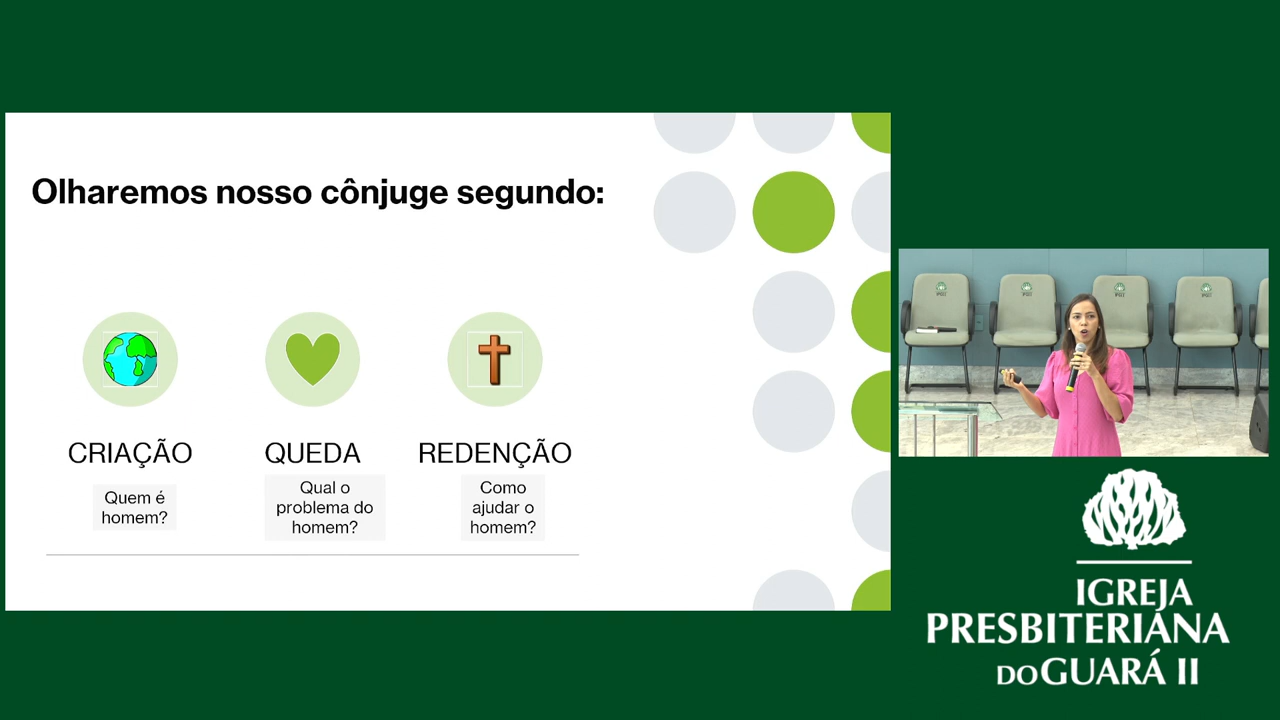 Olharemos nosso cônjuge segundo:
CRIAÇÃO
QUEDA
REDENÇÃO
Quem é
homem?
Qual o
problema do
homem?
Como
ajudar o
homem?
IGREJA
PRESBITERIANA
DO GUARÁ II